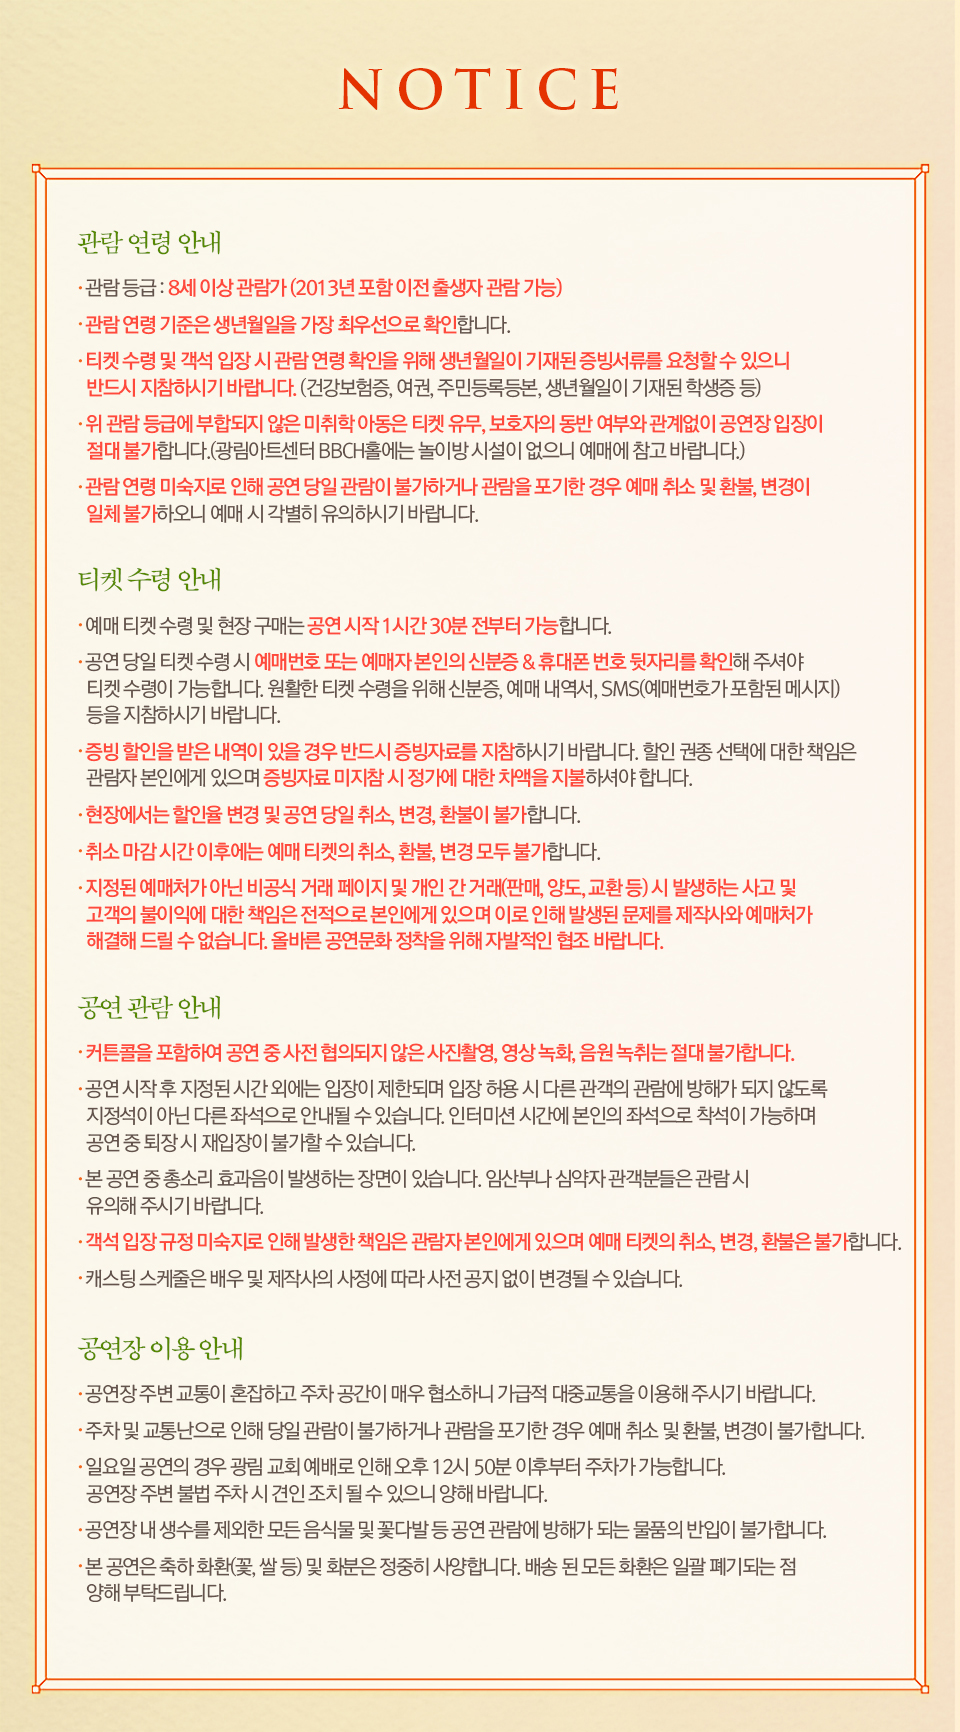 NOTICE
관람 연령 안내
· 관람 등급 : 8세 이상 관람가 (2013년 포함 이전 출생자 관람 가능)
· 관람 연령 기준은 생년월일을 가장 최우선으로 확인합니다.
· 티켓 수령 및 객석 입장 시 관람 연령 확인을 위해 생년월일이 기재된 증빙서류를 요청할 수 있으니
반드시 지참하시기 바랍니다. (건강보험증, 여권, 주민등록등본, 생년월일이 기재된 학생증 등)
· 위 관람 등급에 부합되지 않은 미취학 아동은 티켓 유무, 보호자의 동반 여부와 관계없이 공연장 입장이
절대 불가합니다.(광림아트센터 BBCH홀에는 놀이방 시설이 없으니 예매에 참고 바랍니다.)
· 관람 연령 미숙지로 인해 공연 당일 관람이 불가하거나 관람을 포기한 경우 예매 취소 및 환불, 변경이
일체 불가하오니 예매 시 각별히 유의하시기 바랍니다.
티켓 수령 안내
· 예매 티켓 수령 및 현장 구매는 공연 시작 1시간 30분 전부터 가능합니다.
· 공연 당일 티켓 수령 시 예매번호 또는 예매자 본인의 신분증 & 휴대폰 번호 뒷자리를 확인해 주셔야
티켓 수령이 가능합니다. 원활한 티켓 수령을 위해 신분증, 예매 내역서, SMS(예매번호가 포함된 메시지)
등을 지참하시기 바랍니다.
· 증빙 할인을 받은 내역이 있을 경우 반드시 증빙자료를 지참하시기 바랍니다. 할인 권종 선택에 대한 책임은
관람자 본인에게 있으며 증빙자료 미지참 시 정가에 대한 차액을 지불하셔야 합니다.
· 현장에서는 할인율 변경 및 공연 당일 취소, 변경, 환불이 불가합니다.
· 취소 마감 시간 이후에는 예매 티켓의 취소, 환불, 변경 모두 불가합니다.
· 지정된 예매처가 아닌 비공식 거래 페이지 및 개인 간 거래(판매, 양도, 교환 등) 시 발생하는 사고 및
고객의 불이익에 대한 책임은 전적으로 본인에게 있으며 이로 인해 발생된 문제를 제작사와 예매처가
해결해 드릴 수 없습니다. 올바른 공연문화 정착을 위해 자발적인 협조 바랍니다.
공연 관람 안내
· 커튼콜을 포함하여 공연 중 사전 협의되지 않은 사진촬영, 영상 녹화, 음원 녹취는 절대 불가합니다.
· 공연 시작 후 지정된 시간 외에는 입장이 제한되며 입장 허용 시 다른 관객의 관람에 방해가 되지 않도록
지정석이 아닌 다른 좌석으로 안내될 수 있습니다. 인터미션 시간에 본인의 좌석으로 착석이 가능하며
공연 중 퇴장 시 재입장이 불가할 수 있습니다.
· 본 공연 중 총소리 효과음이 발생하는 장면이 있습니다. 임산부나 심약자 관객분들은 관람 시
유의해 주시기 바랍니다.
· 객석 입장 규정 미숙지로 인해 발생한 책임은 관람자 본인에게 있으며 예매 티켓의 취소, 변경, 환불은 불가합니다.
· 캐스팅 스케줄은 배우 및 제작사의 사정에 따라 사전 공지 없이 변경될 수 있습니다.
공연장 이용 안내
· 공연장 주변 교통이 혼잡하고 주차 공간이 매우 협소하니 가급적 대중교통을 이용해 주시기 바랍니다.
· 주차 및 교통난으로 인해 당일 관람이 불가하거나 관람을 포기한 경우 예매 취소 및 환불, 변경이 불가합니다.
· 일요일 공연의 경우 광림 교회 예배로 인해 오후 12시 50분 이후부터 주차가 가능합니다.
공연장 주변 불법 주차 시 견인 조치 될 수 있으니 양해 바랍니다.
· 공연장 내 생수를 제외한 모든 음식물 및 꽃다발 등 공연 관람에 방해가 되는 물품의 반입이 불가합니다.
· 본 공연은 축하 화환(꽃, 쌀 등) 및 화분은 정중히 사양합니다. 배송 된 모든 화환은 일괄 폐기되는 점
양해 부탁드립니다.